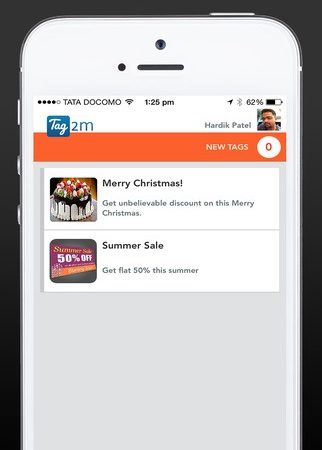 TATA DOCOMO 1:25 pm 62%
Tag2m
Hardik Patel
NEW TAGS 0
Merry Christmas!
Get unbelievable discount on this Merry
Christmas.
Summer Sale
50% OFF
Summer Sale
Get flat 50% this summer